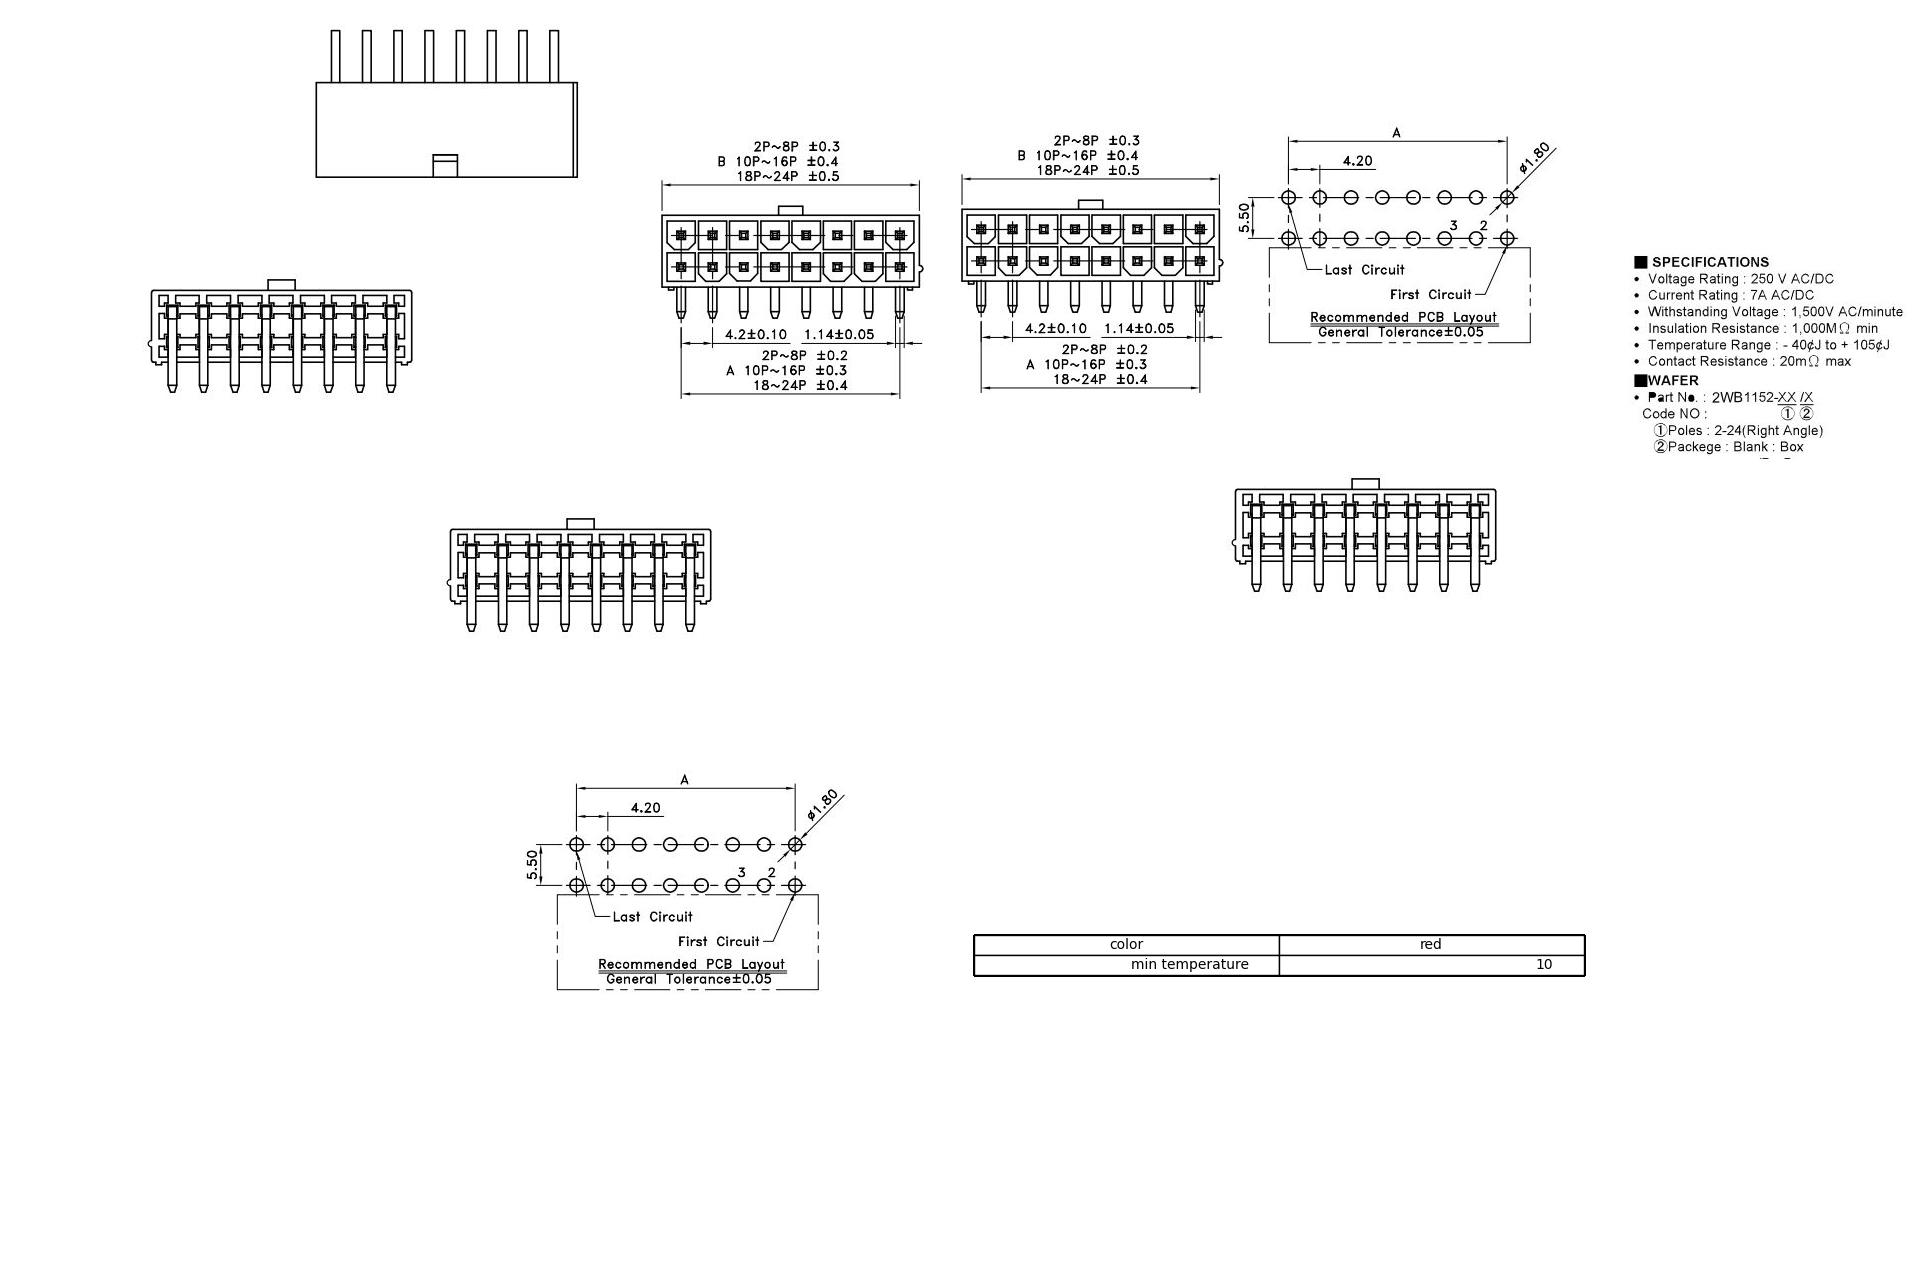 2P~8P ±0.3
B 10P~16P ±0.4
18P~24P ±0.5
4.2±0.10 1.14±0.05
2P~8P ±0.2
A 10P~16P ±0.3
18~24P ±0.4
2P~8P ±0.3
B 10P~16P ±0.4
18P~24P ±0.5
4.2±0.10 1.14±0.05
2P~8P ±0.2
A 10P~16P ±0.3
18~24P ±0.4
A
4.20
ø1.80
5.50
3 2
Last Circuit
First Circuit
Recommended PCB Layout
General Tolerance±0.05
■ SPECIFICATIONS
• Voltage Rating : 250 V AC/DC
• Current Rating : 7A AC/DC
• Withstanding Voltage : 1,500V AC/minute
• Insulation Resistance : 1,000MΩ min
• Temperature Range : - 40¢J to + 105¢J
• Contact Resistance : 20mΩ max
■WAFER
• Part No. : 2WB1152-XX /X
Code NO : ① ②
①Poles : 2-24(Right Angle)
②Packege : Blank : Box
A
4.20
ø1.80
5.50
3 2
Last Circuit
First Circuit
Recommended PCB Layout
General Tolerance±0.05
color red
min temperature 10